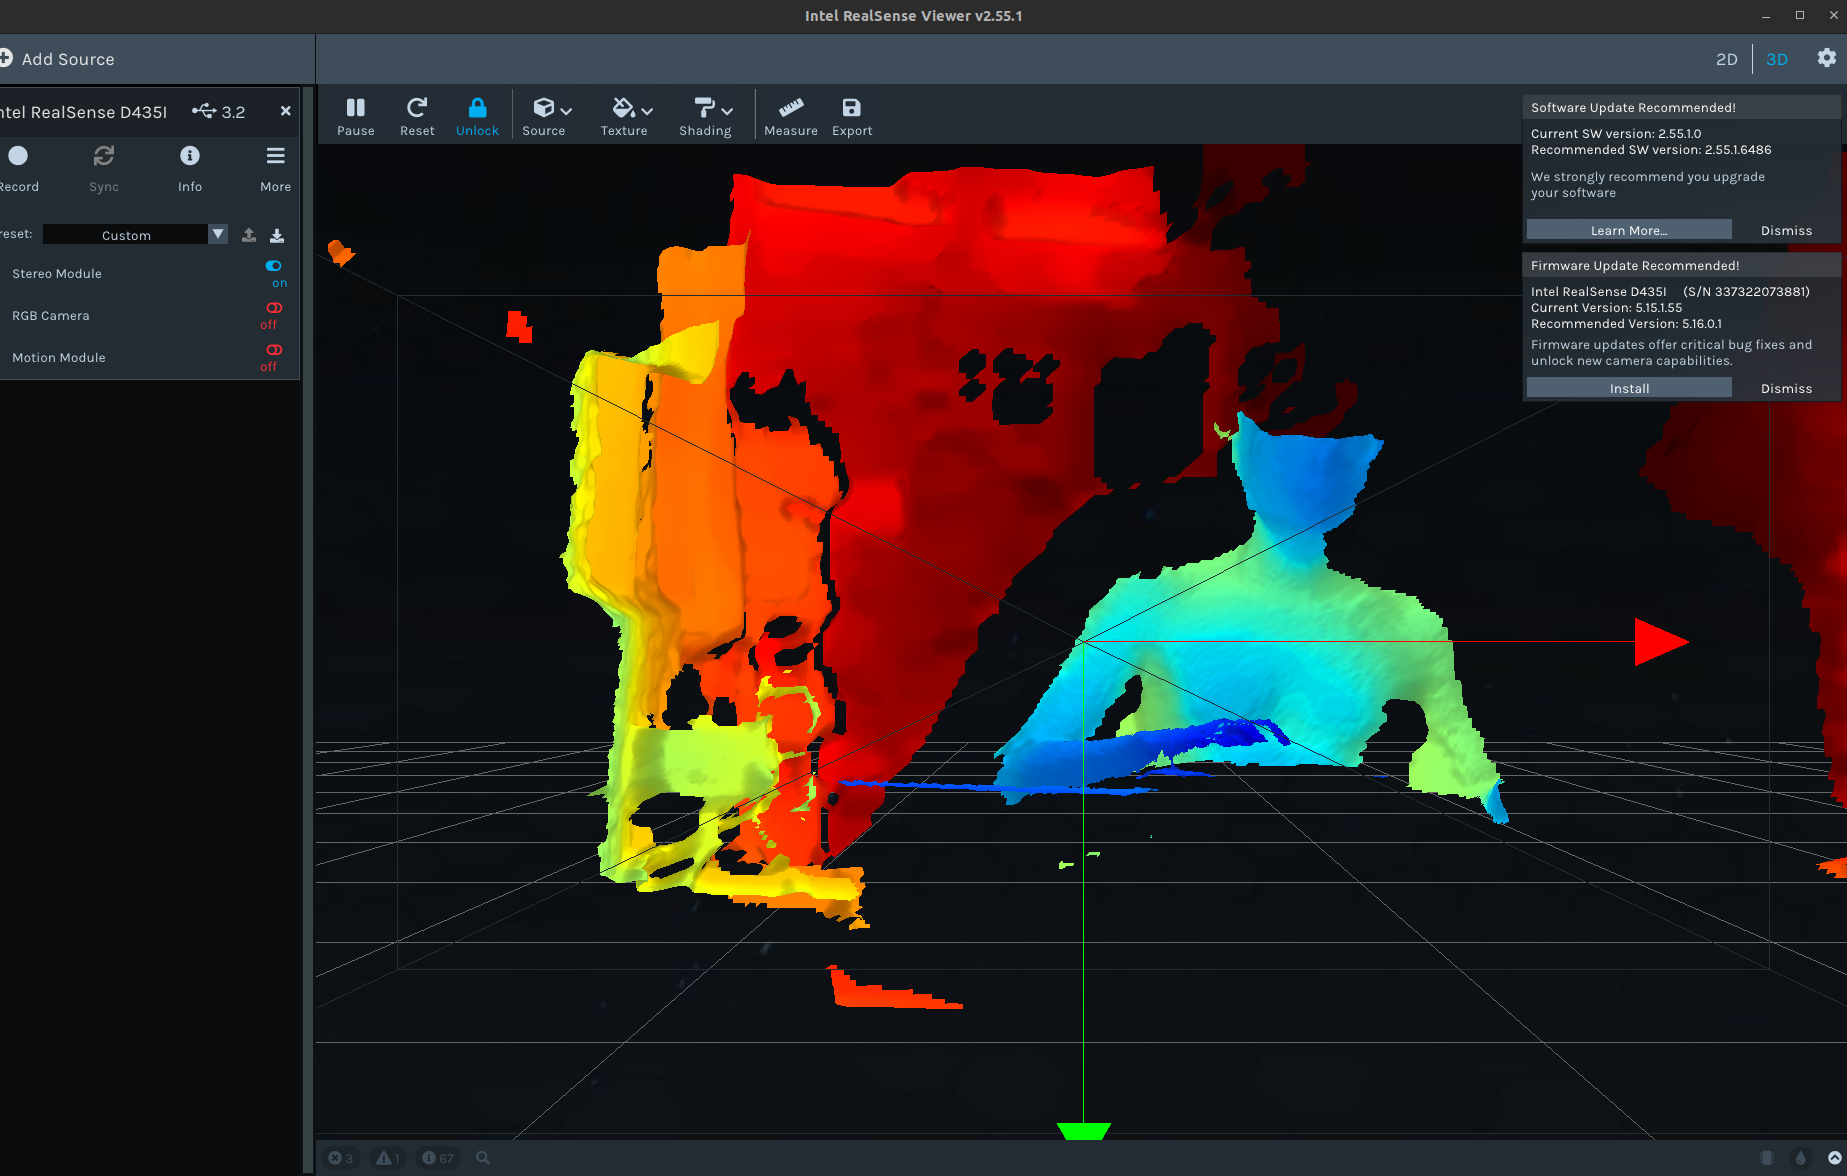 Intel RealSense Viewer v2.55.1
Add Source
2D
3D
ntel RealSense D435I
3.2
Record
Sync
Info
More
reset:
Custom
Stereo Module
on
RGB Camera
off
Motion Module
off
Pause
Reset
Unlock
Source
Texture
Shading
Measure
Export
Software Update Recommended!
Current SW version: 2.55.1.0
Recommended SW version: 2.55.1.6486
We strongly recommend you upgrade
your software
Learn More...
Dismiss
Firmware Update Recommended!
Intel RealSense D435I (S/N 337322073881)
Current Version: 5.15.1.55
Recommended Version: 5.16.0.1
Firmware updates offer critical bug fixes and
unlock new camera capabilities.
Install
Dismiss
3
1
67